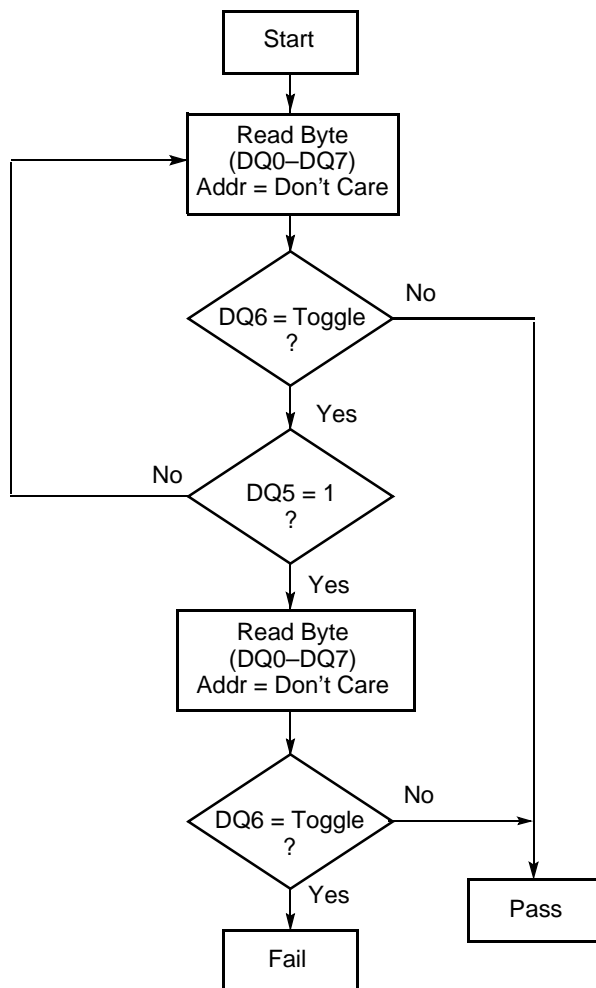 Start
Read Byte
(DQ0–DQ7)
Addr = Don't Care
No
DQ6 = Toggle
?
Yes
No
DQ5 = 1
?
Yes
Read Byte
(DQ0–DQ7)
Addr = Don't Care
No
DQ6 = Toggle
?
Yes
Pass
Fail